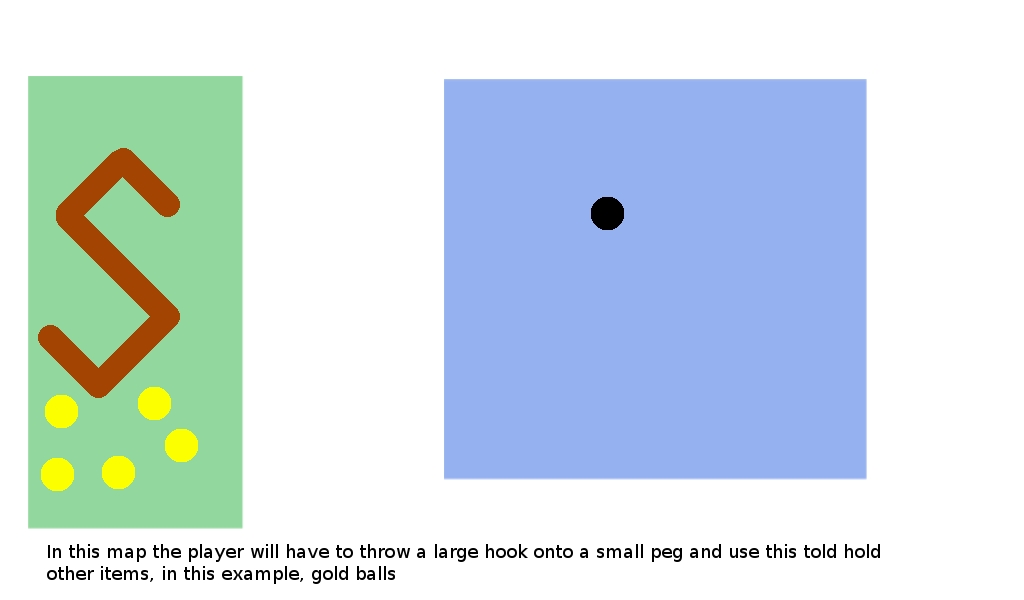 In this map the player will have to throw a large hook onto a small peg and use this told hold
other items, in this example, gold balls